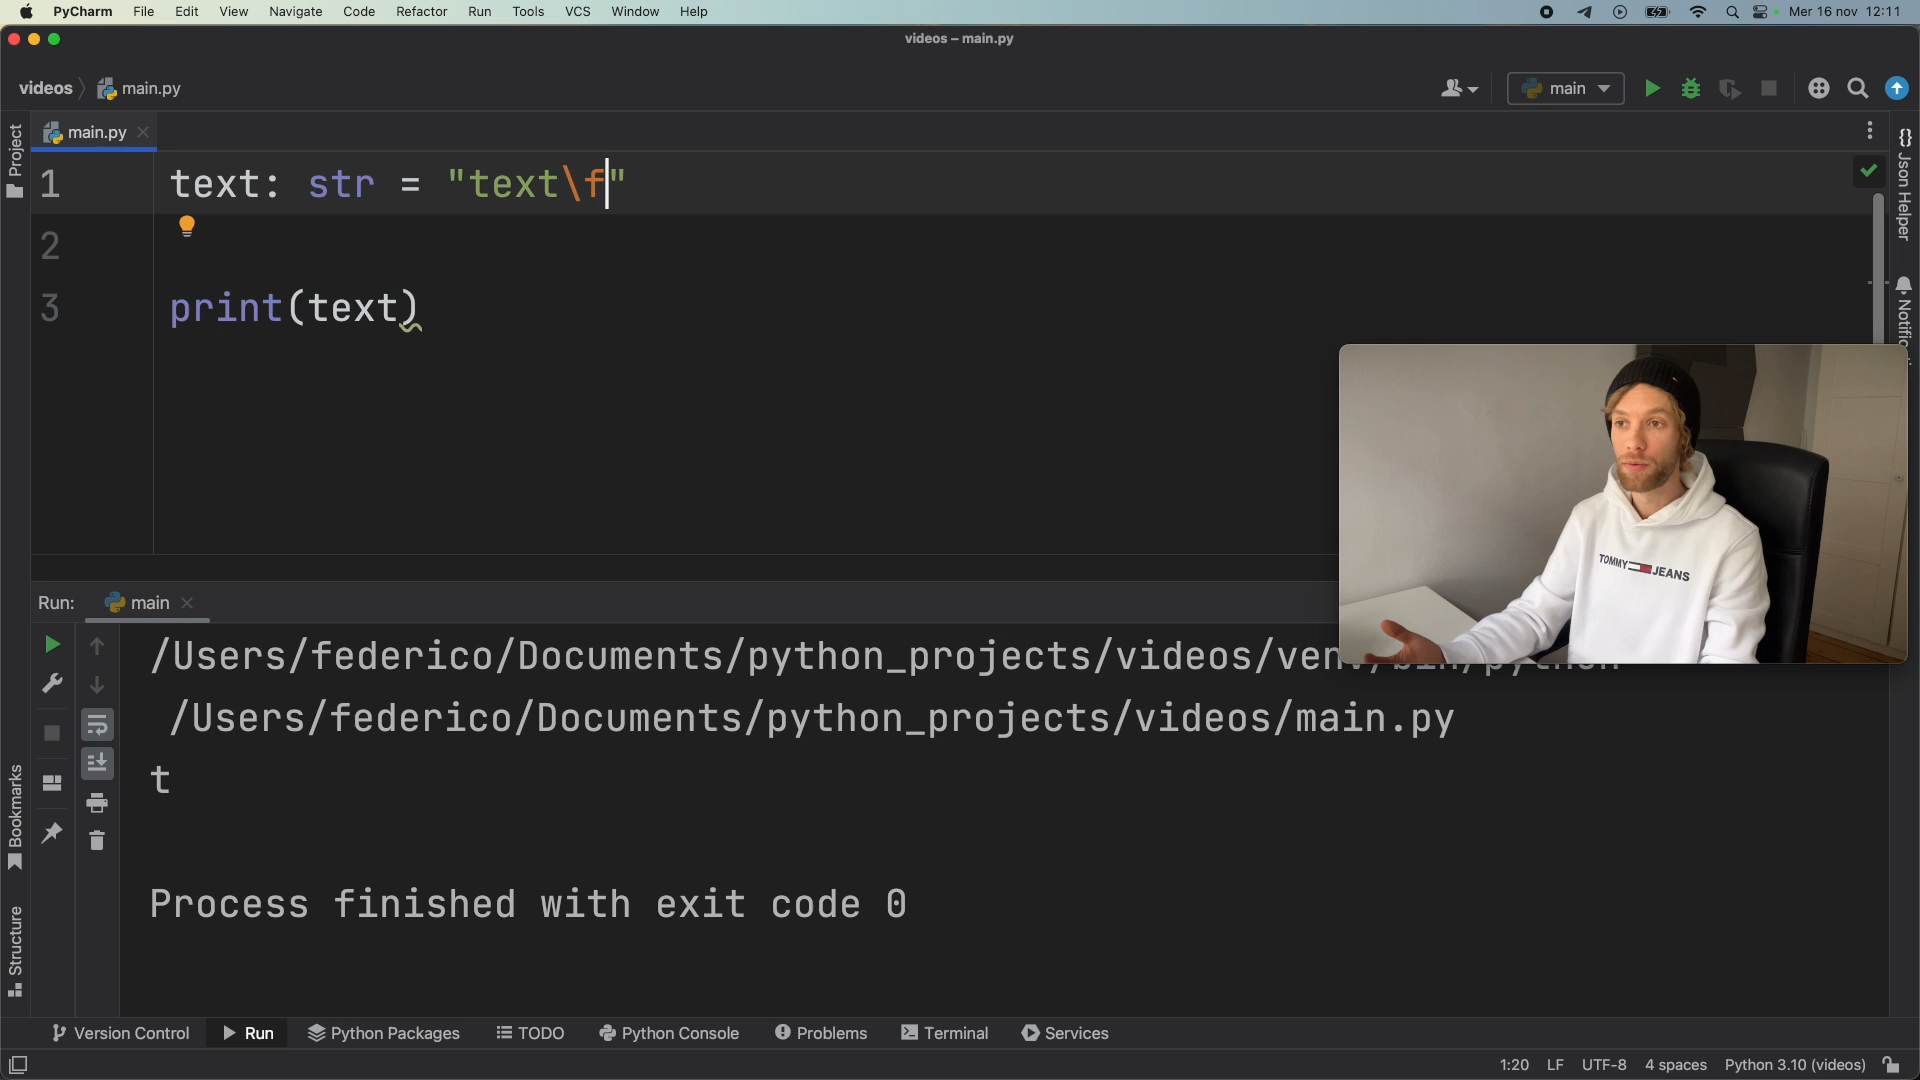 PyCharm File Edit View Navigate Code Refactor Run Tools VCS Window Help Mer 16 nov 12:11
videos – main.py
videos main.py main
Project
main.py
1 text: str = "text\f"
2
3 print(text)
{} Json Helper
Notific
TOMMY JEANS
Run: main
/Users/federico/Documents/python_projects/videos/venv/bin/python
/Users/federico/Documents/python_projects/videos/main.py
t
Process finished with exit code 0
Bookmarks
Structure
Version Control Run Python Packages TODO Python Console Problems Terminal Services
1:20 LF UTF-8 4 spaces Python 3.10 (videos)